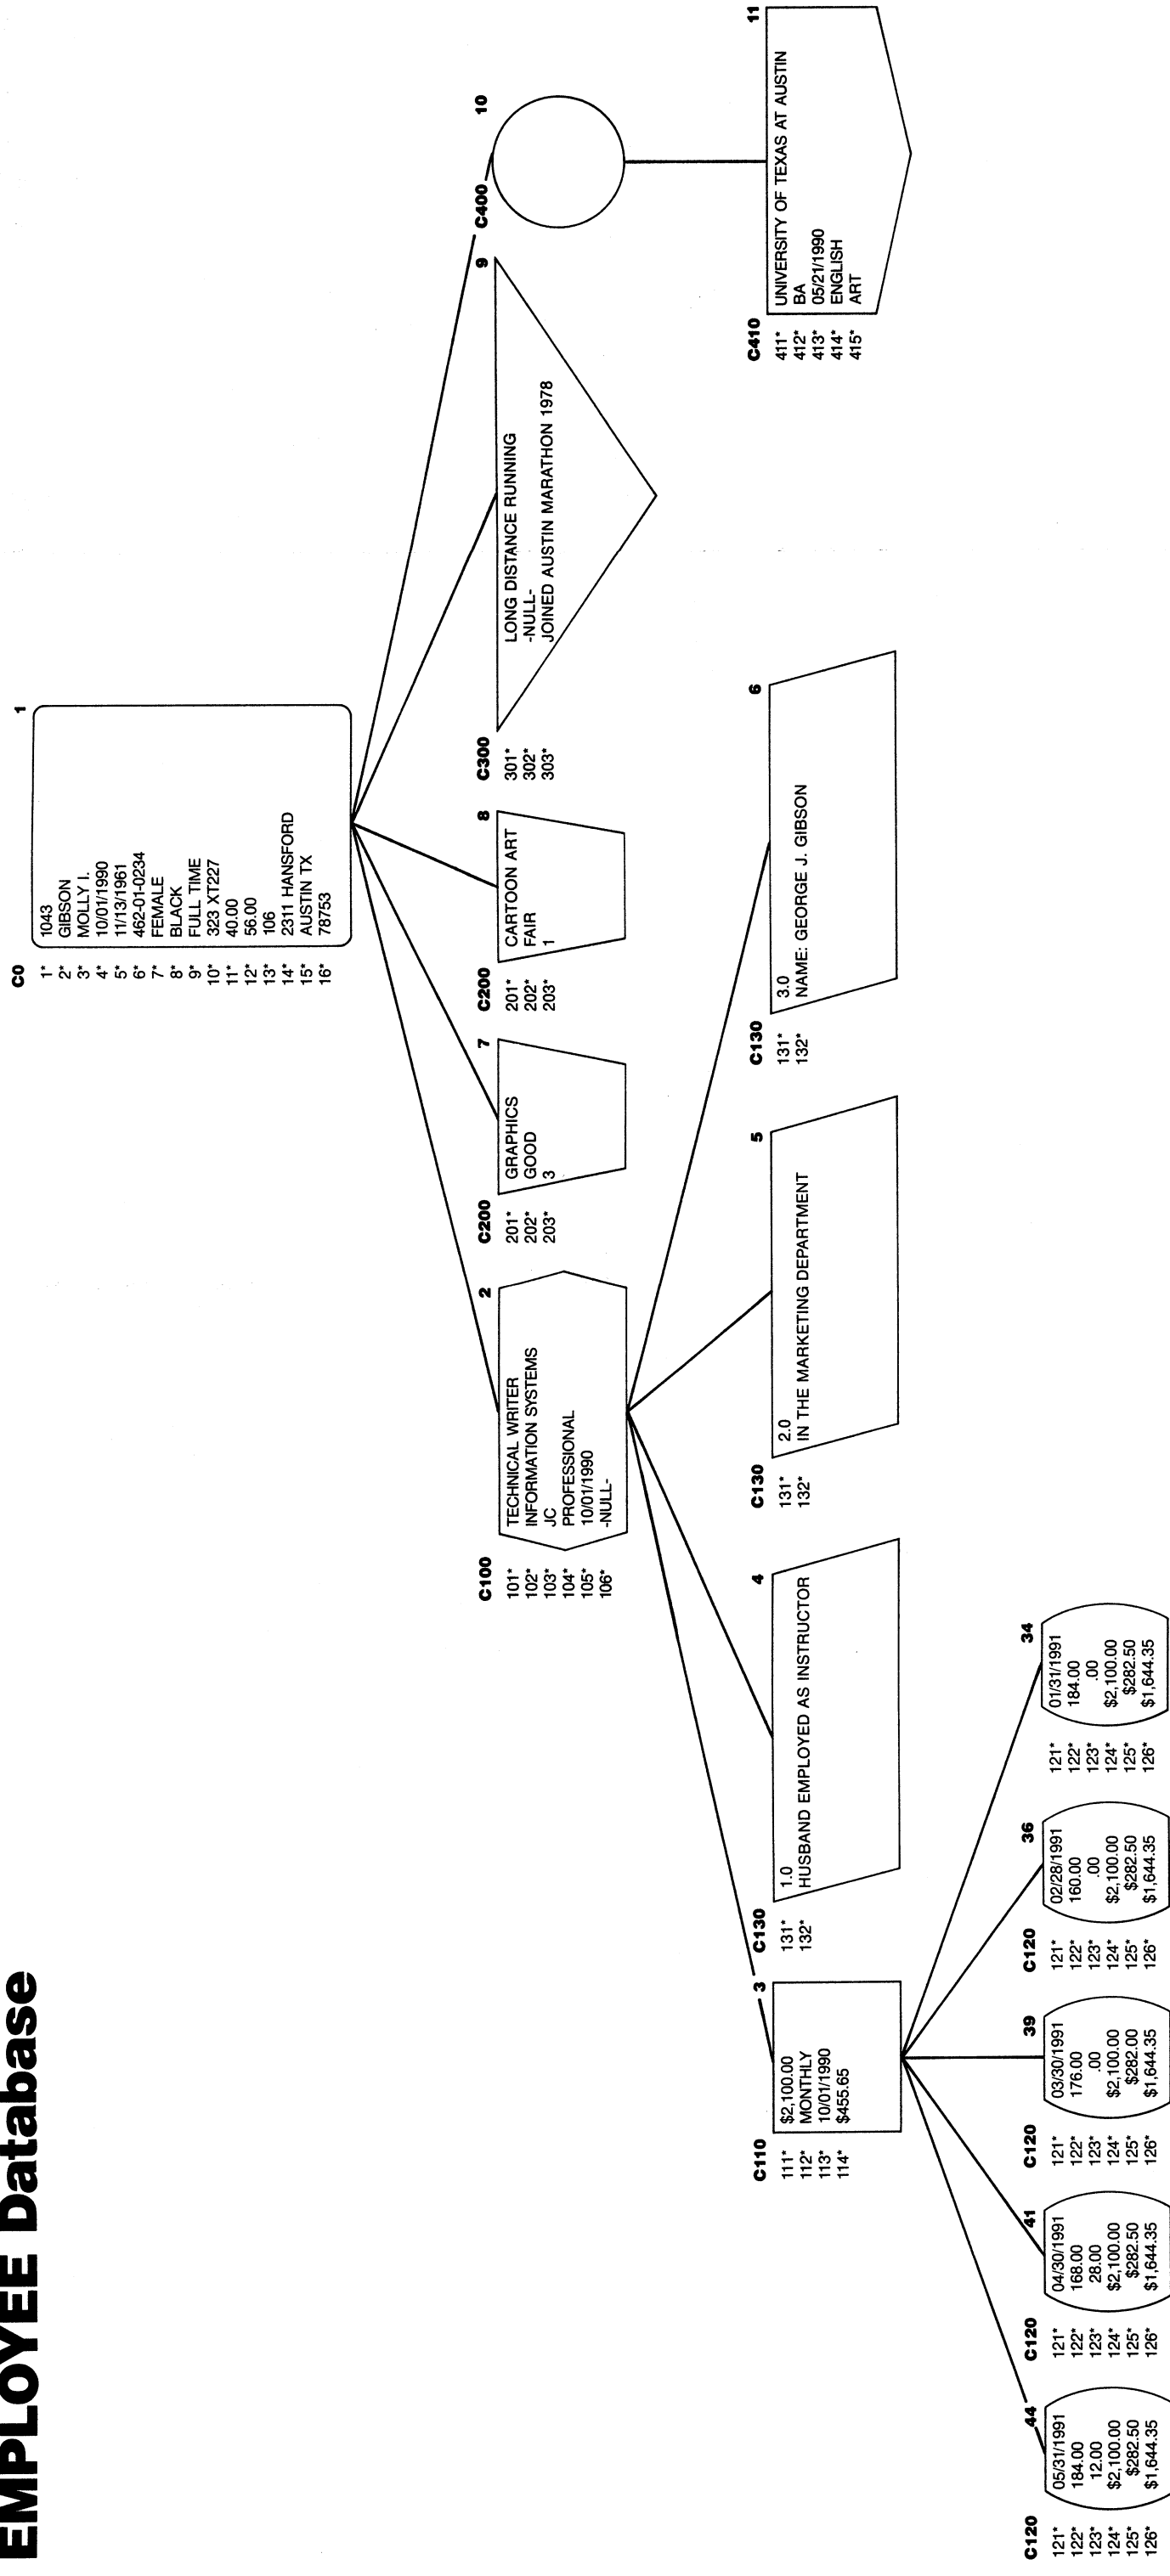 EMPLOYEE Database
C0 1
1* 1043
2* GIBSON
3* MOLLY I.
4* 10/01/1990
5* 11/13/1961
6* 462-01-0234
7* FEMALE
8* BLACK
9* FULL TIME
10* 323 XT227
11* 40.00
12* 56.00
13* 106
14* 2311 HANSFORD
15* AUSTIN TX
16* 78753
C100 2
101* TECHNICAL WRITER
102* INFORMATION SYSTEMS
103* JC
104* PROFESSIONAL
105* 10/01/1990
106* -NULL-
C200 7
201* GRAPHICS
202* GOOD
203* 3
C200 8
201* CARTOON ART
202* FAIR
203* 1
C300 9
301* LONG DISTANCE RUNNING
302* -NULL-
303* JOINED AUSTIN MARATHON 1978
C400 10
C110 3
111* $2,100.00
112* MONTHLY
113* 10/01/1990
114* $455.65
C130 4
131* 1.0
132* HUSBAND EMPLOYED AS INSTRUCTOR
C130 5
131* 2.0
132* IN THE MARKETING DEPARTMENT
C130 6
131* 3.0
132* NAME: GEORGE J. GIBSON
C410 11
411* UNIVERSITY OF TEXAS AT AUSTIN
412* BA
413* 05/21/1990
414* ENGLISH
415* ART
C120 44
121* 05/31/1991
122* 184.00
123* 12.00
124* $2,100.00
125* $282.50
126* $1,644.35
C120 41
121* 04/30/1991
122* 168.00
123* 28.00
124* $2,100.00
125* $282.50
126* $1,644.35
C120 39
121* 03/30/1991
122* 176.00
123* .00
124* $2,100.00
125* $282.00
126* $1,644.35
C120 36
121* 02/28/1991
122* 160.00
123* .00
124* $2,100.00
125* $282.50
126* $1,644.35
34
121* 01/31/1991
122* 184.00
123* .00
124* $2,100.00
125* $282.50
126* $1,644.35